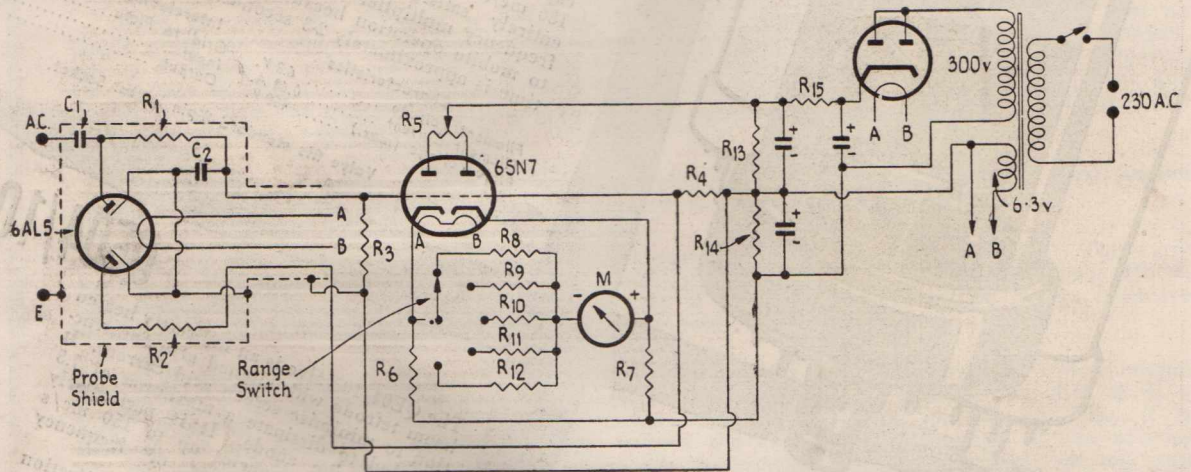 300v
R15
230 A.C.
A B
R5
C1
R1
A.C.
C2
6SN7
R13
R4
6.3v
6AL5
A
B
R3
A B
R8
R14
A B
R9
M
- +
R10
E
R11
R2
R12
R6
R7
Probe
Shield
Range
Switch